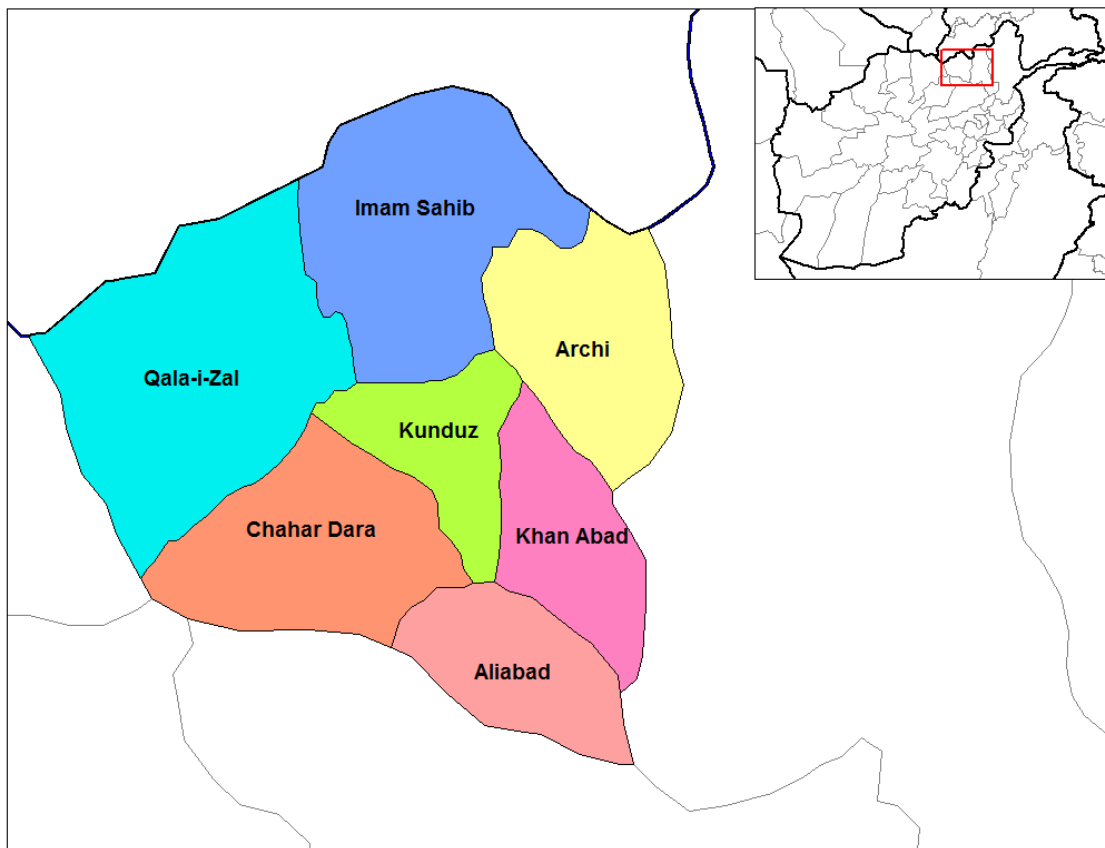 Imam Sahib
Archi
Qala-i-Zal
Kunduz
Chahar Dara
Khan Abad
Aliabad